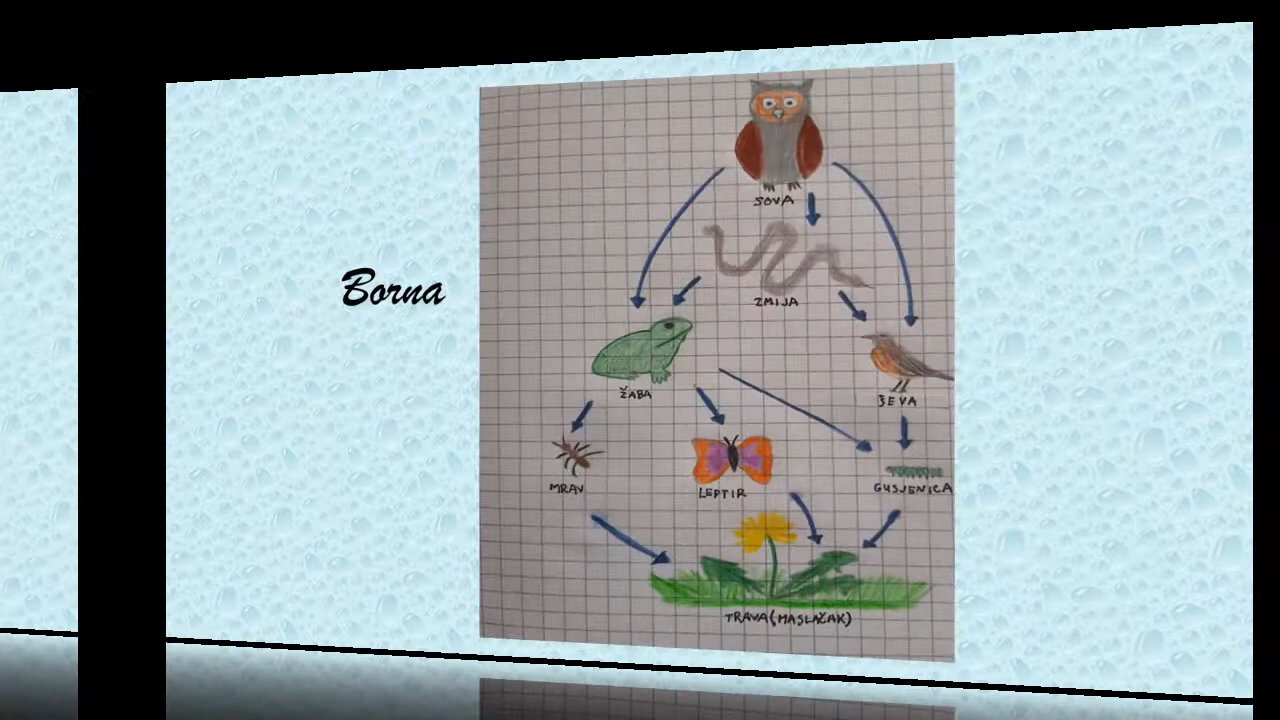 Borna
SOVA
ZMIJA
ŽABA
ŠEVA
MRAV
LEPTIR
GUSJENICA
TRAVA(MASLAČAK)